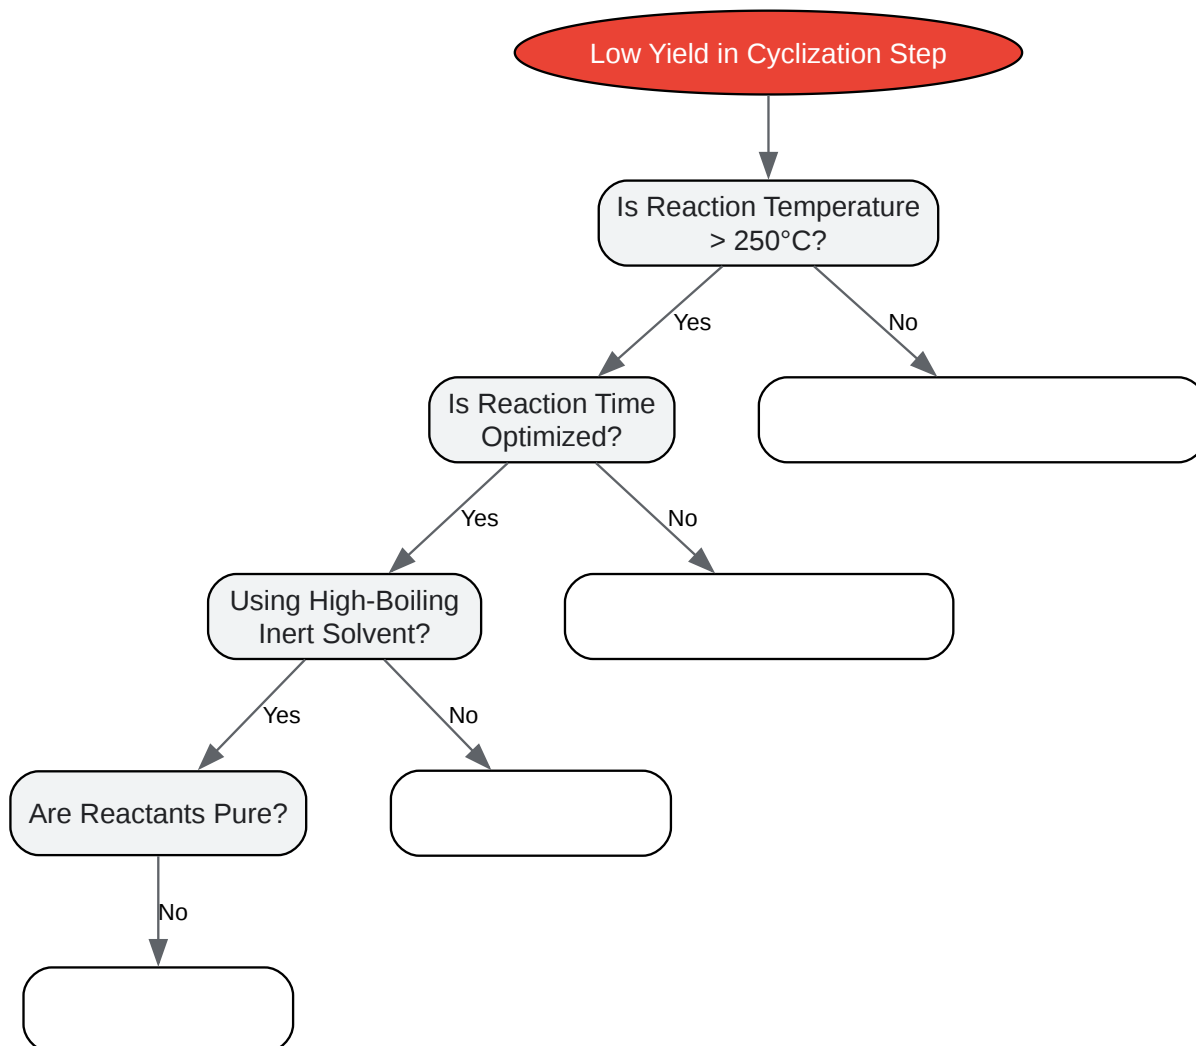 Low Yield in Cyclization Step
Is Reaction Temperature
> 250°C?
Yes
No
Is Reaction Time
Optimized?
Yes
No
Using High-Boiling
Inert Solvent?
Yes
No
Are Reactants Pure?
No